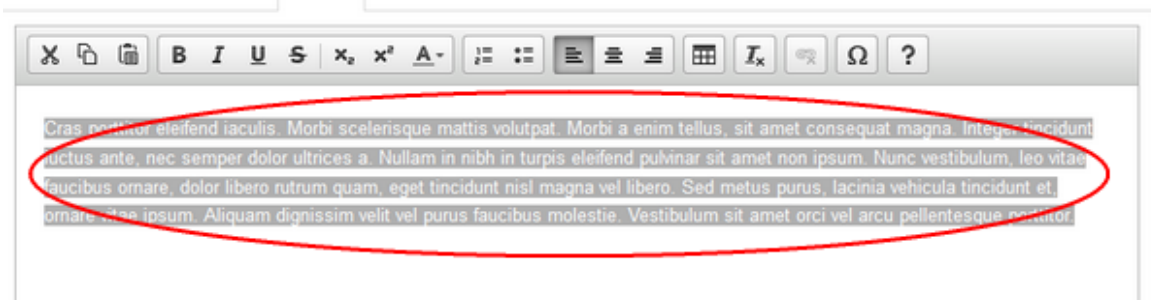 B I U S x₂ x² A Ix Ω ?
Cras porttitor eleifend iaculis. Morbi scelerisque mattis volutpat. Morbi a enim tellus, sit amet consequat magna. Integer tincidunt
luctus ante, nec semper dolor ultrices a. Nullam in nibh in turpis eleifend pulvinar sit amet non ipsum. Nunc vestibulum, leo vitae
faucibus ornare, dolor libero rutrum quam, eget tincidunt nisl magna vel libero. Sed metus purus, lacinia vehicula tincidunt et,
ornare vitae ipsum. Aliquam dignissim velit vel purus faucibus molestie. Vestibulum sit amet orci vel arcu pellentesque porttitor.